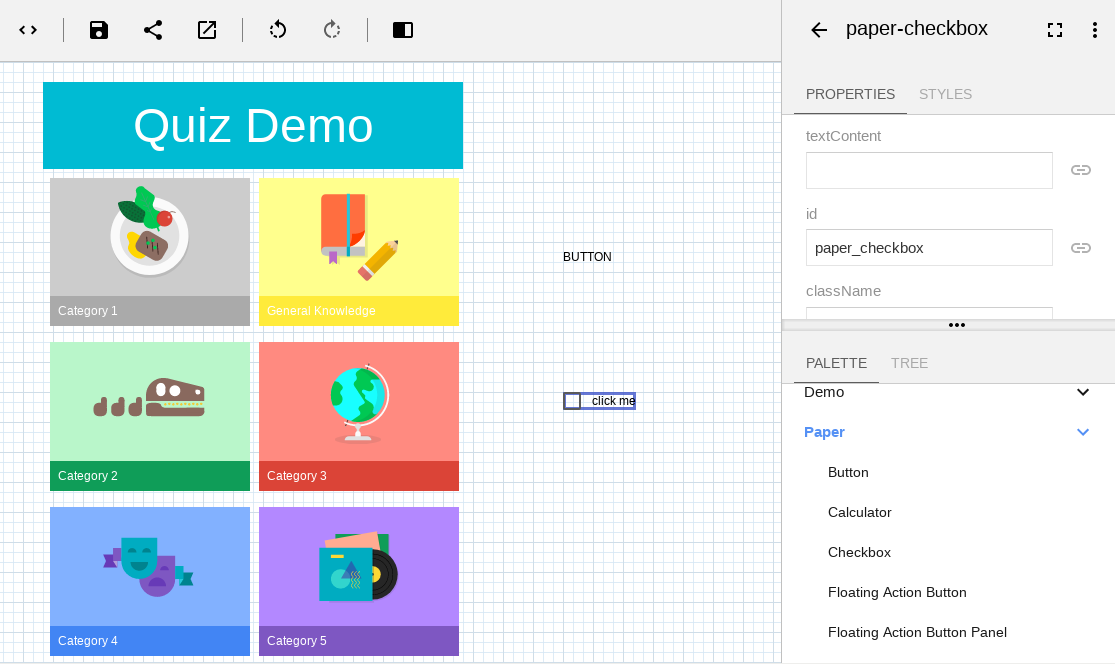 paper-checkbox
PROPERTIES
STYLES
textContent
id
paper_checkbox
className
PALETTE
TREE
Demo
Paper
Button
Calculator
Checkbox
Floating Action Button
Floating Action Button Panel
Quiz Demo
Category 1
General Knowledge
Category 2
Category 3
Category 4
Category 5
BUTTON
click me